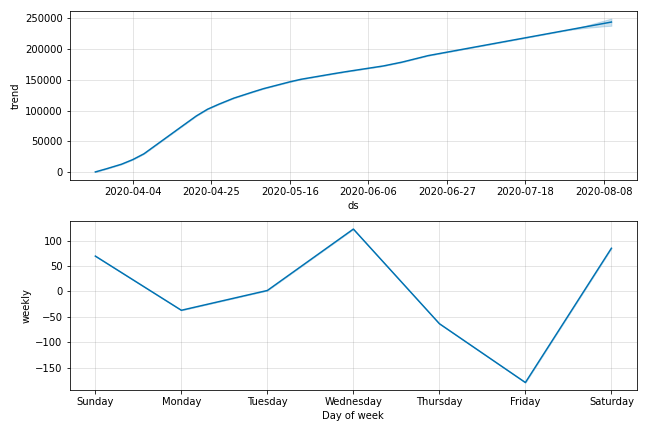 250000
200000
150000
100000
50000
0
trend
2020-04-04 2020-04-25 2020-05-16 2020-06-06 2020-06-27 2020-07-18 2020-08-08
ds
100
50
0
−50
−100
−150
weekly
Sunday Monday Tuesday Wednesday Thursday Friday Saturday
Day of week